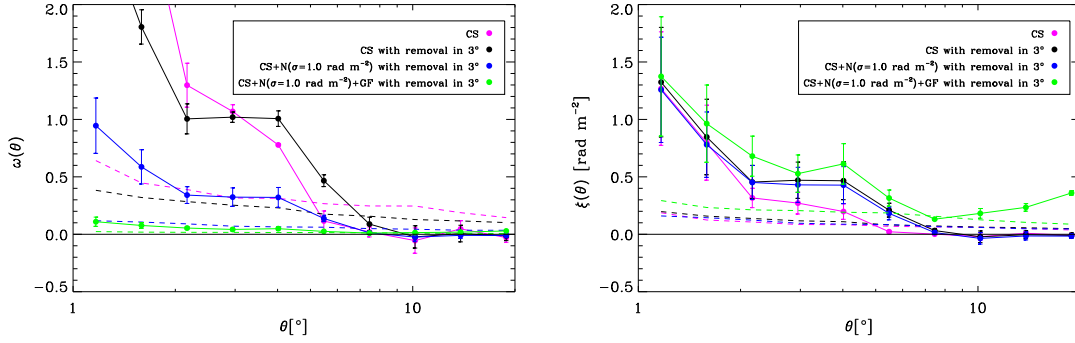 2.0
1.5
1.0
0.5
0.0
−0.5
ω(θ)
CS
CS with removal in 3°
CS+N(σ=1.0 rad m⁻²) with removal in 3°
CS+N(σ=1.0 rad m⁻²)+GF with removal in 3°
1
10
θ[°]
2.0
1.5
1.0
0.5
0.0
−0.5
ξ(θ) [rad m⁻²]
CS
CS with removal in 3°
CS+N(σ=1.0 rad m⁻²) with removal in 3°
CS+N(σ=1.0 rad m⁻²)+GF with removal in 3°
1
10
θ[°]